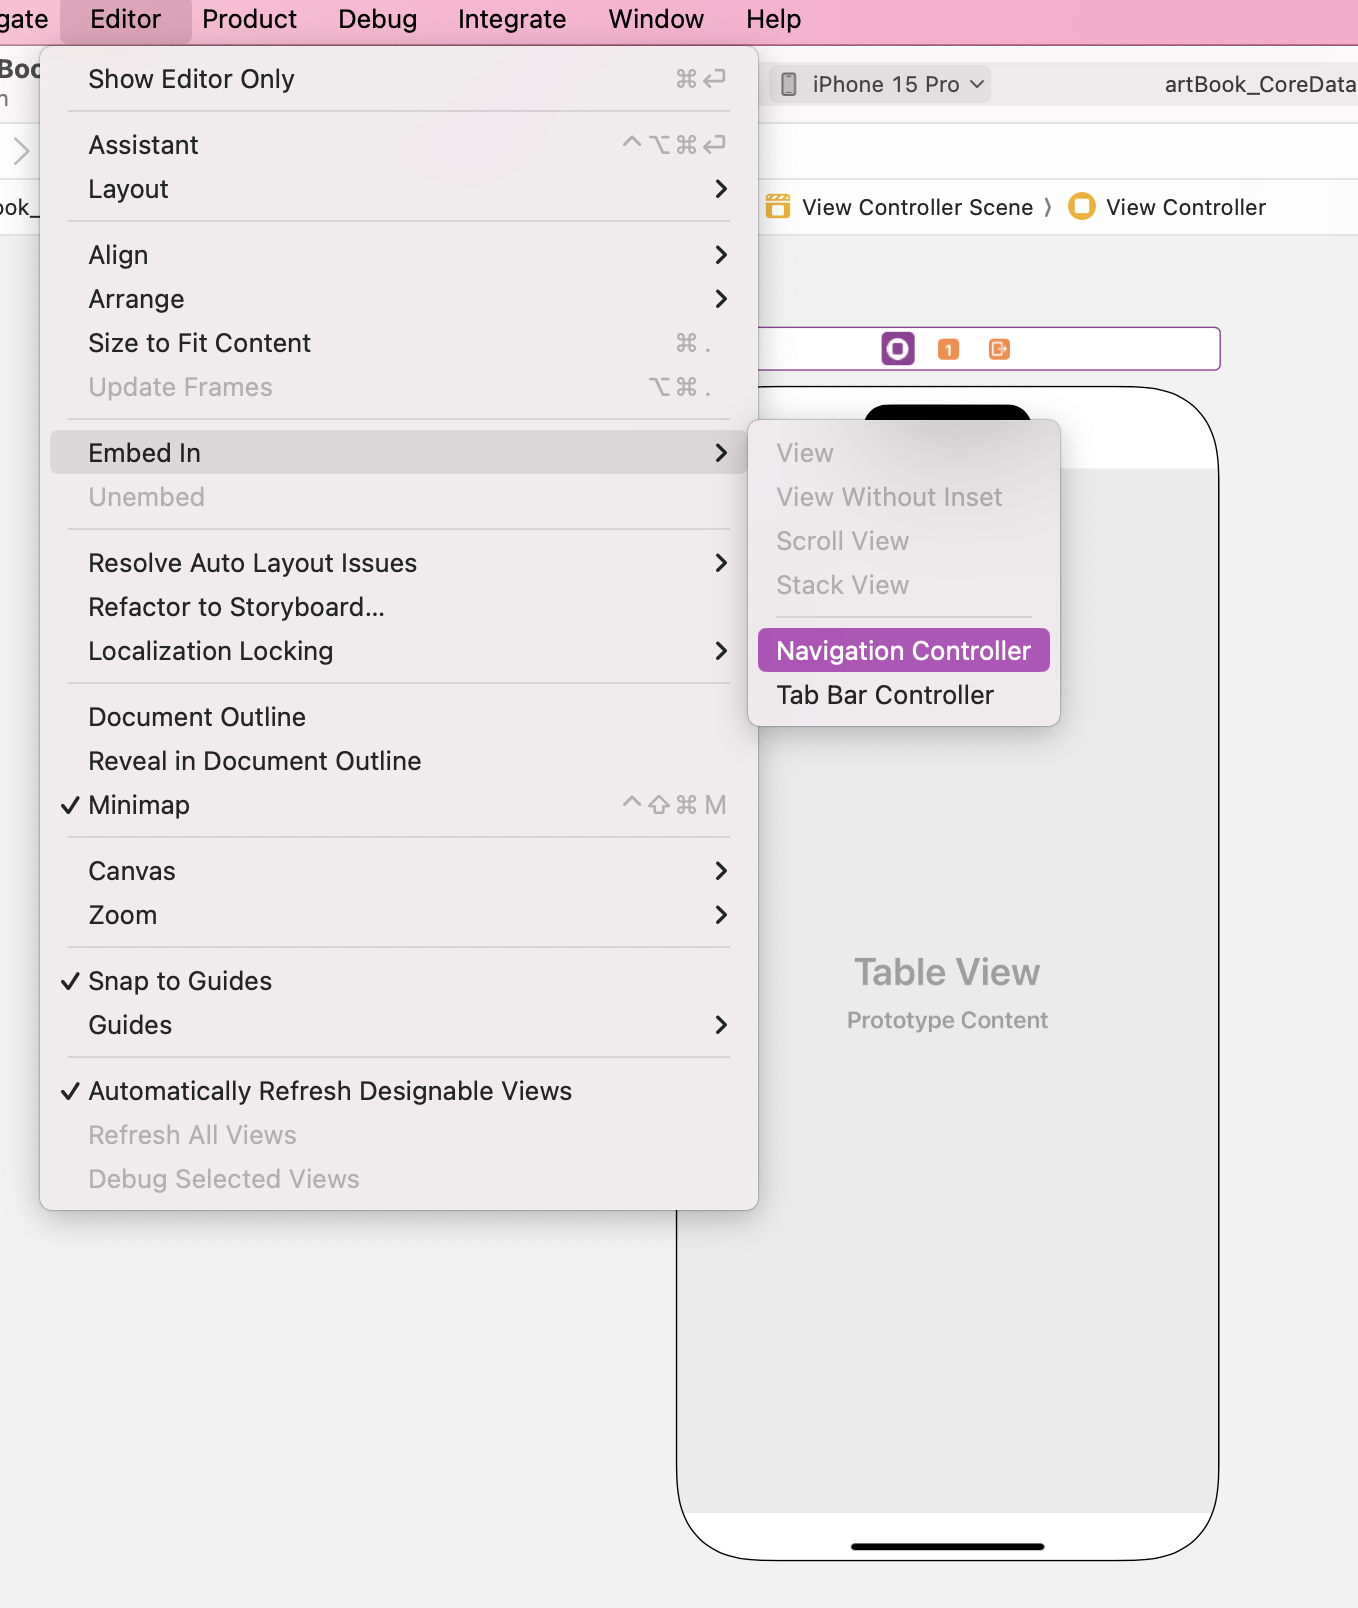 gate Editor Product Debug Integrate Window Help
Boo
Show Editor Only ⌘↩
iPhone 15 Pro
artBook_CoreData
Assistant ^⌥⌘↩
Layout
ook_
View Controller Scene 〉 View Controller
Align
Arrange
Size to Fit Content ⌘.
Update Frames ⌥⌘.
1
Embed In
Unembed
View
View Without Inset
Scroll View
Stack View
Navigation Controller
Tab Bar Controller
Resolve Auto Layout Issues
Refactor to Storyboard...
Localization Locking
Document Outline
Reveal in Document Outline
✓ Minimap ^⇧⌘M
Canvas
Zoom
✓ Snap to Guides
Guides
✓ Automatically Refresh Designable Views
Refresh All Views
Debug Selected Views
Table View
Prototype Content